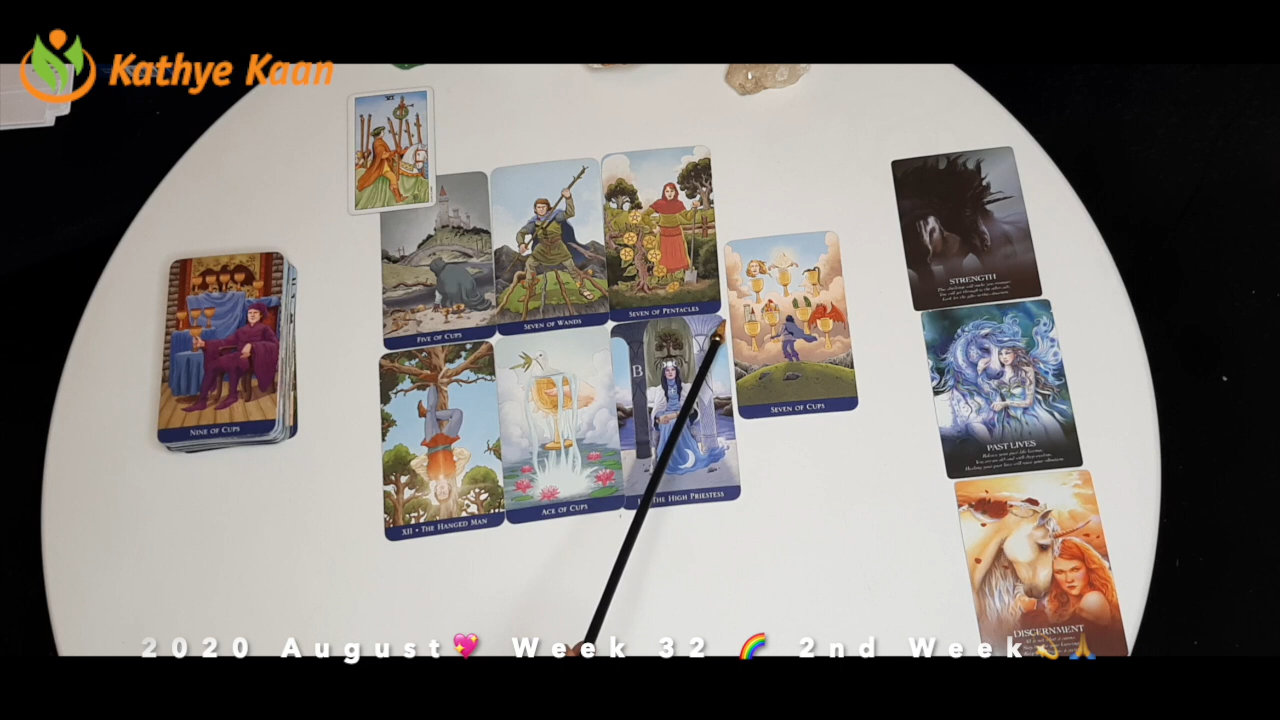 Kathye Kaan
VI
STRENGTH
FIVE OF CUPS
SEVEN OF WANDS
SEVEN OF PENTACLES
SEVEN OF CUPS
NINE OF CUPS
B
PAST LIVES
XII • THE HANGED MAN
ACE OF CUPS
THE HIGH PRIESTESS
DISCERNMENT
2020 August💖 Week 32 🌈 2nd Week💫🙏